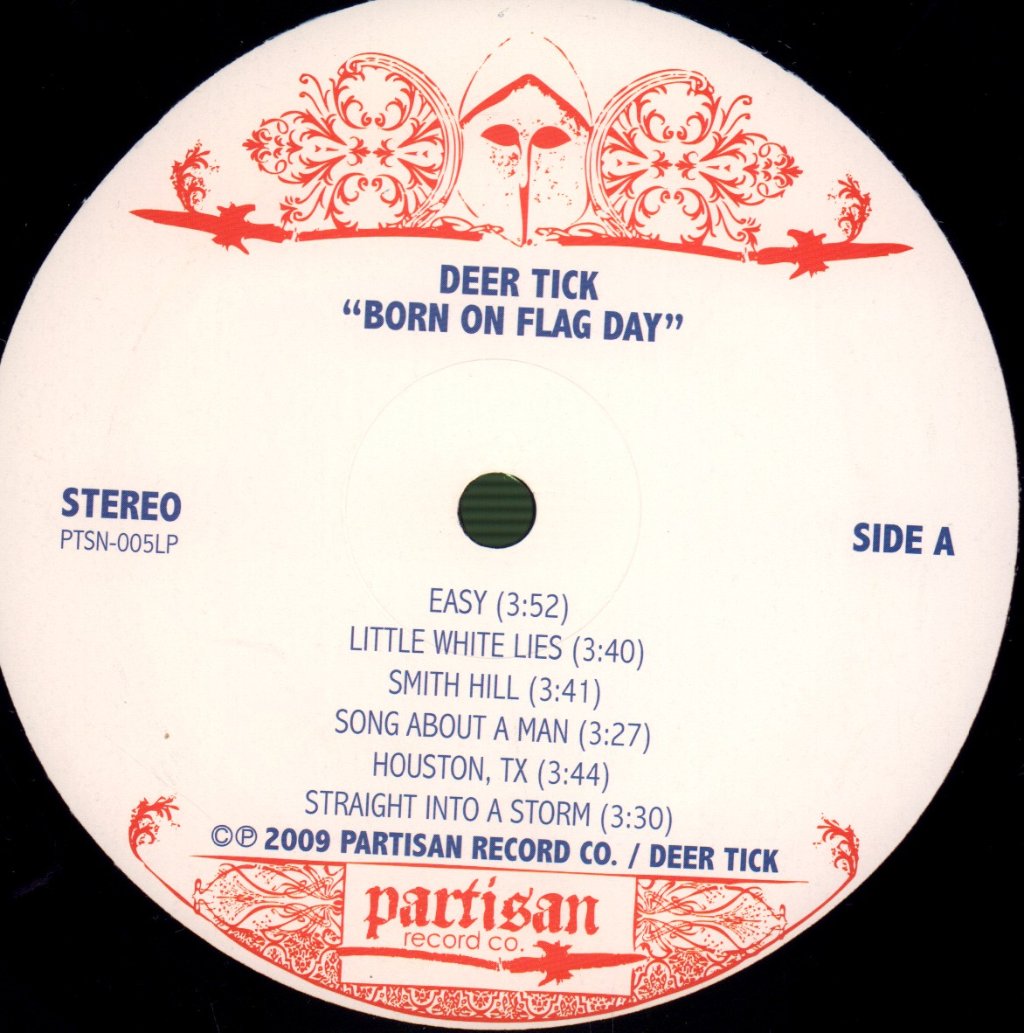 DEER TICK
“BORN ON FLAG DAY”
STEREO
PTSN-005LP
SIDE A
EASY (3:52)
LITTLE WHITE LIES (3:40)
SMITH HILL (3:41)
SONG ABOUT A MAN (3:27)
HOUSTON, TX (3:44)
STRAIGHT INTO A STORM (3:30)
©℗ 2009 PARTISAN RECORD CO. / DEER TICK
partisan
record co.